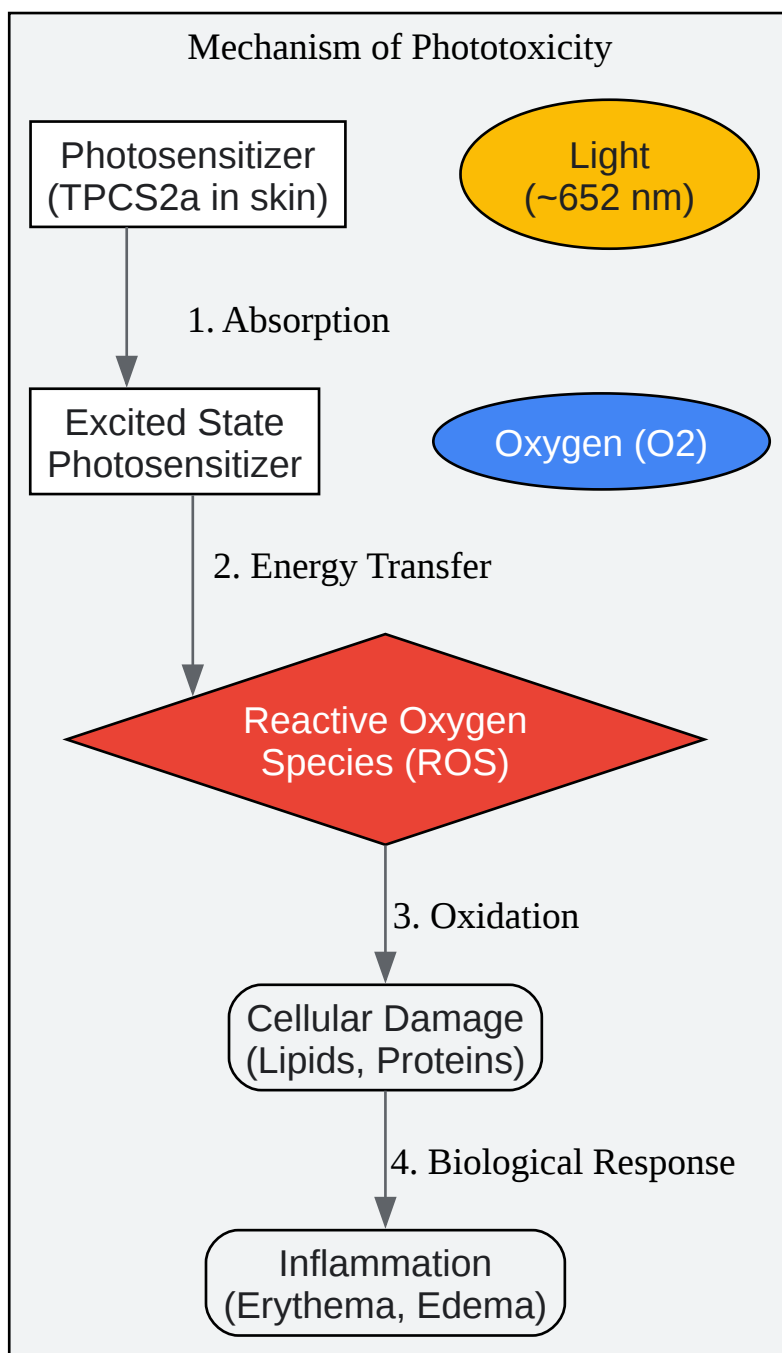 Mechanism of Phototoxicity
Photosensitizer
(TPCS2a in skin)
Light
(~652 nm)
1. Absorption
Excited State
Photosensitizer
Oxygen (O2)
2. Energy Transfer
Reactive Oxygen
Species (ROS)
3. Oxidation
Cellular Damage
(Lipids, Proteins)
4. Biological Response
Inflammation
(Erythema, Edema)